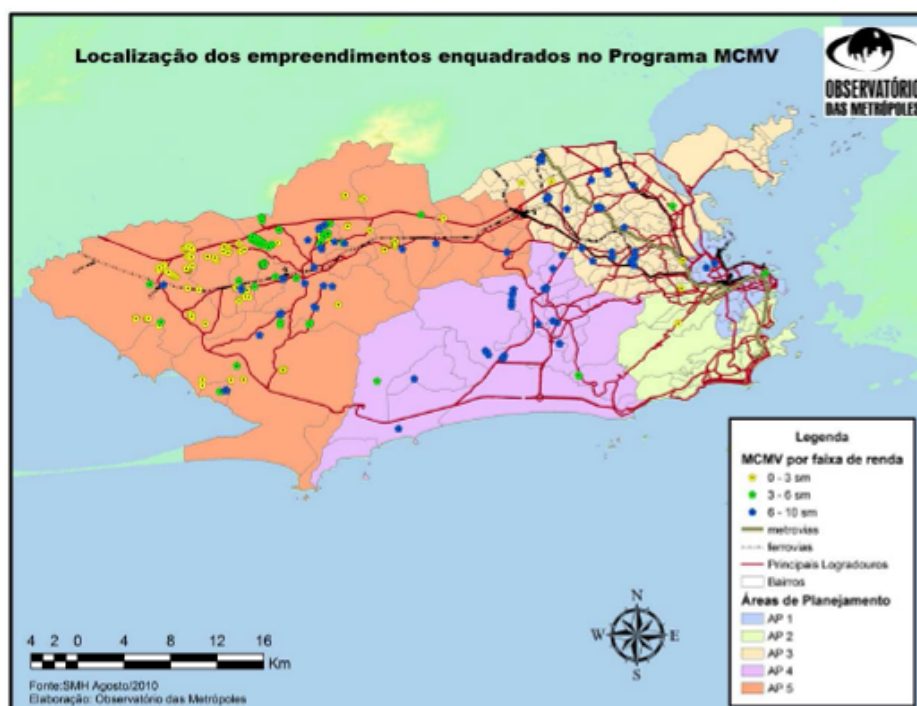 Localização dos empreendimentos enquadrados no Programa MCMV
OBSERVATÓRIO
DAS METRÓPOLES
Legenda
MCMV por faixa de renda
0 - 3 sm
3 - 6 sm
6 - 10 sm
metrovias
ferrovias
Principais Logradouros
Bairros
Áreas de Planejamento
AP 1
AP 2
AP 3
AP 4
AP 5
N
W E
S
4 2 0 4 8 12 16
Km
Fonte:SMH Agosto/2010
Elaboração: Observatório das Metrópoles